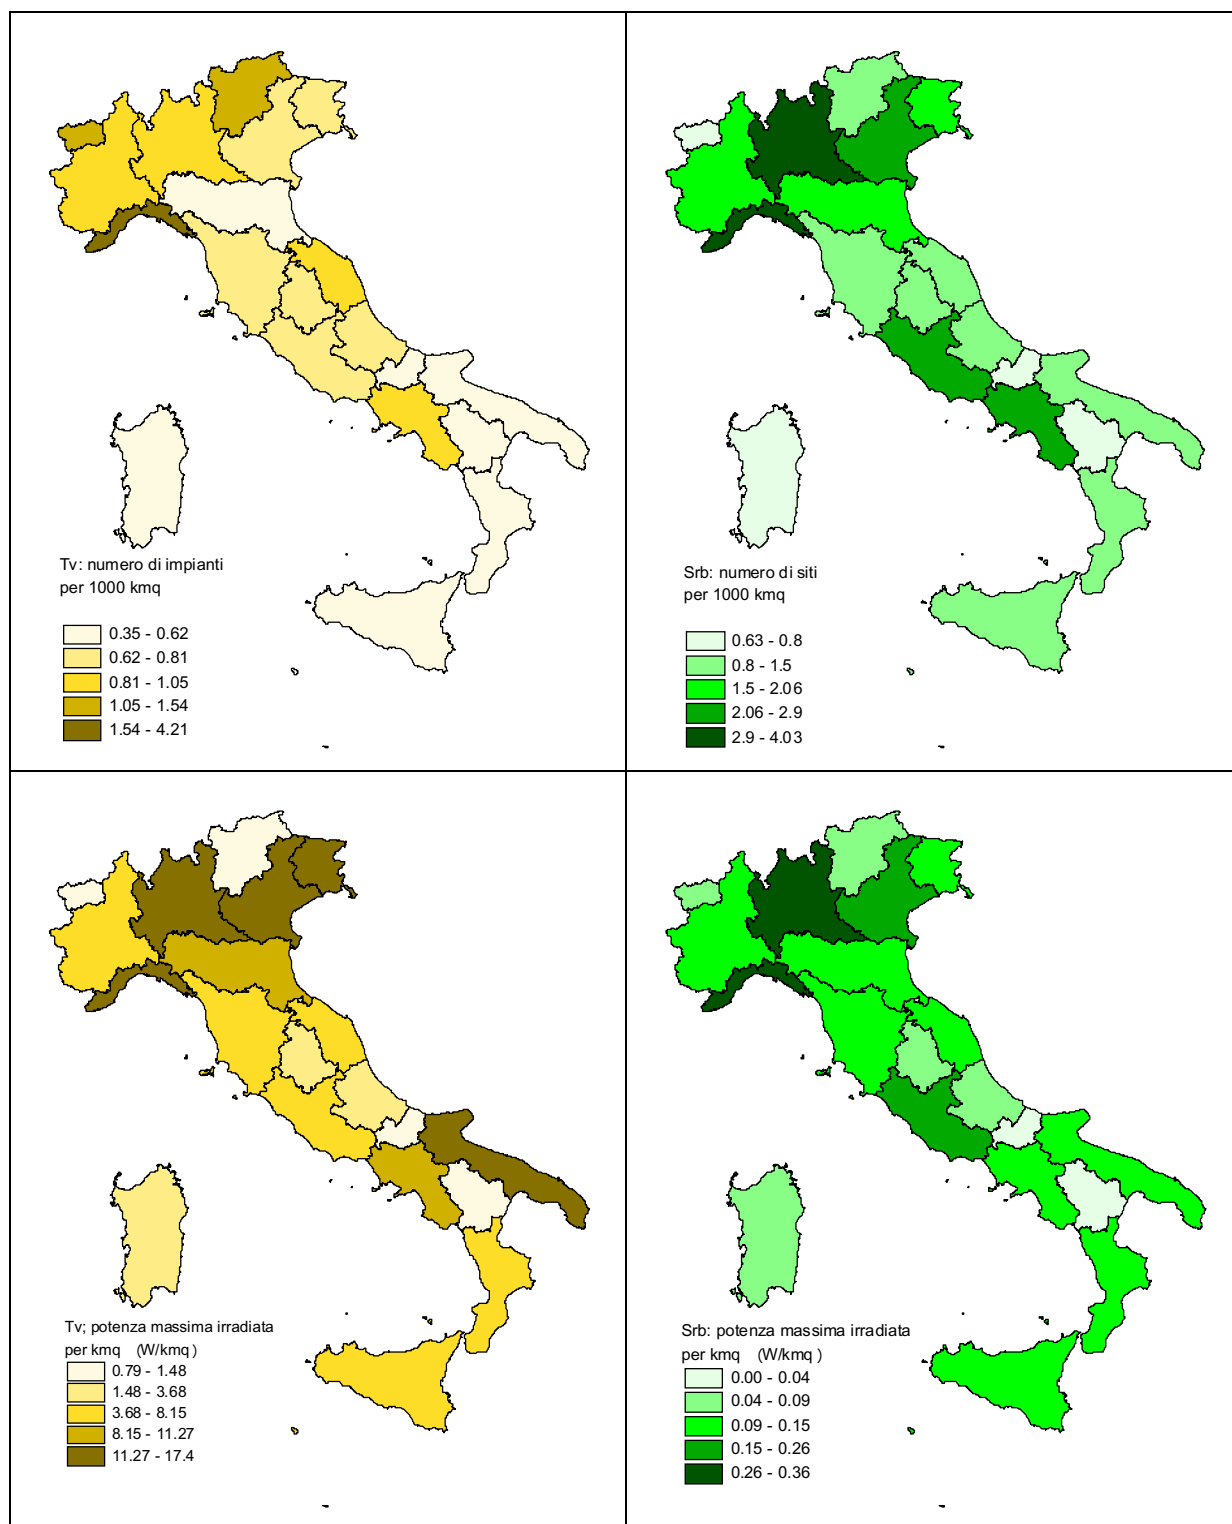 Tv: numero di impianti
per 1000 kmq
0.35 - 0.62
0.62 - 0.81
0.81 - 1.05
1.05 - 1.54
1.54 - 4.21
Srb: numero di siti
per 1000 kmq
0.63 - 0.8
0.8 - 1.5
1.5 - 2.06
2.06 - 2.9
2.9 - 4.03
Tv; potenza massima irradiata
per kmq (W/kmq )
0.79 - 1.48
1.48 - 3.68
3.68 - 8.15
8.15 - 11.27
11.27 - 17.4
Srb: potenza massima irradiata
per kmq (W/kmq )
0.00 - 0.04
0.04 - 0.09
0.09 - 0.15
0.15 - 0.26
0.26 - 0.36